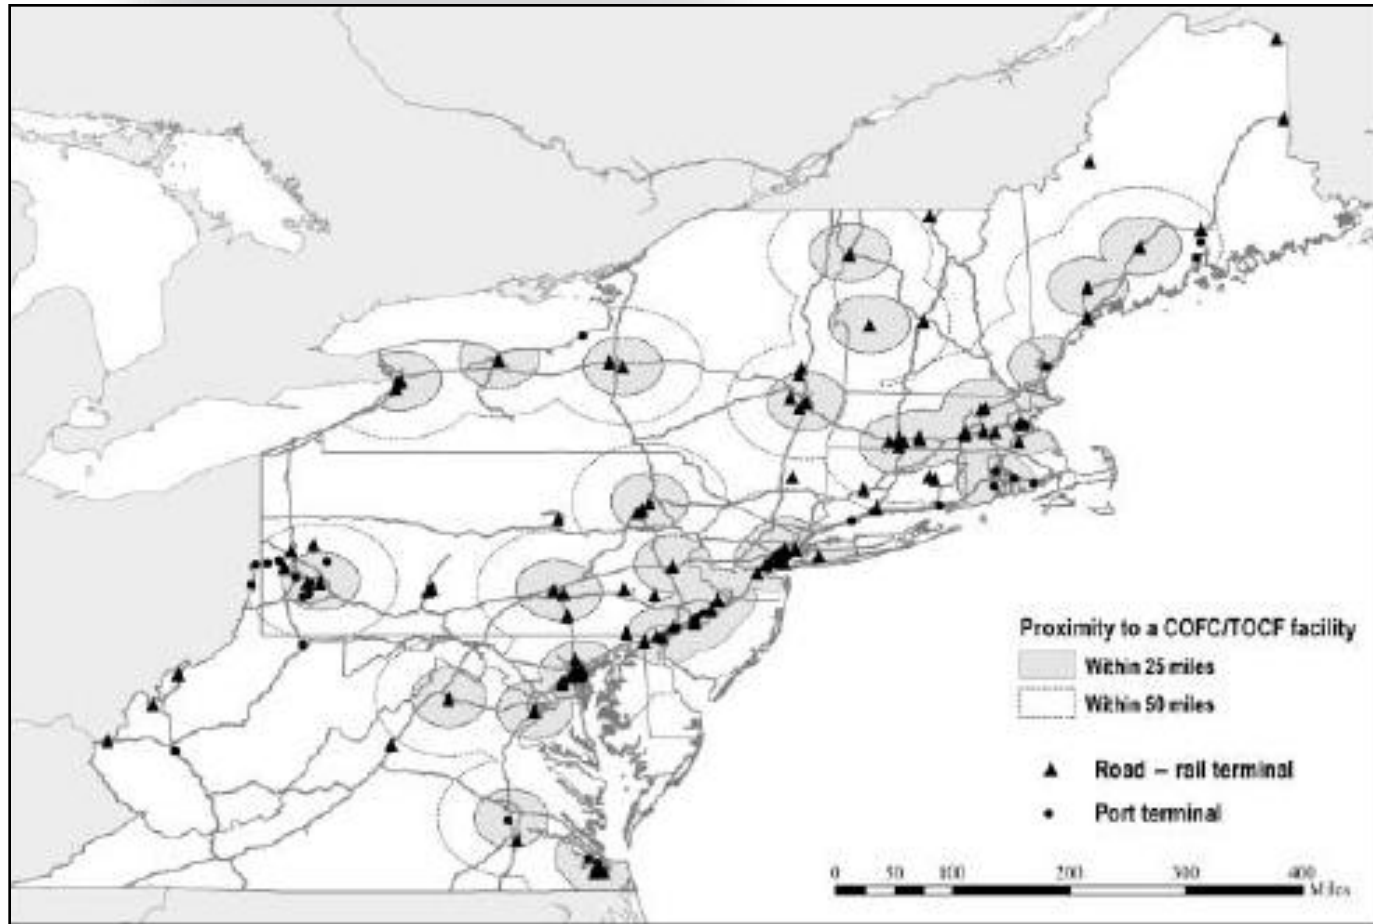 Proximity to a COFC/TOCF facility
Within 25 miles
Within 50 miles
Road – rail terminal
Port terminal
0 50 100 200 300 400
Miles